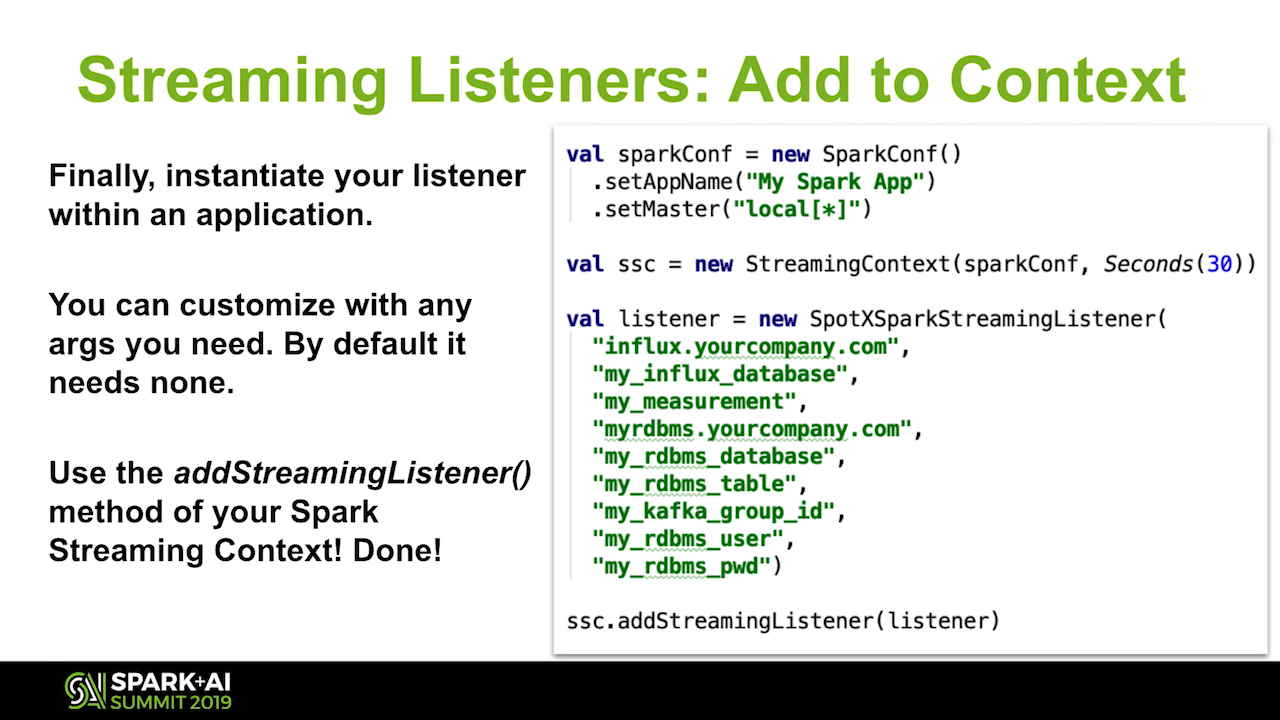 Streaming Listeners: Add to Context
Finally, instantiate your listener
within an application.
You can customize with any
args you need. By default it
needs none.
Use the addStreamingListener()
method of your Spark
Streaming Context! Done!
val sparkConf = new SparkConf()
.setAppName("My Spark App")
.setMaster("local[*]")
val ssc = new StreamingContext(sparkConf, Seconds(30))
val listener = new SpotXSparkStreamingListener(
"influx.yourcompany.com",
"my_influx_database",
"my_measurement",
"myrdbms.yourcompany.com",
"my_rdbms_database",
"my_rdbms_table",
"my_kafka_group_id",
"my_rdbms_user",
"my_rdbms_pwd")
ssc.addStreamingListener(listener)
SPARK+AI
SUMMIT 2019